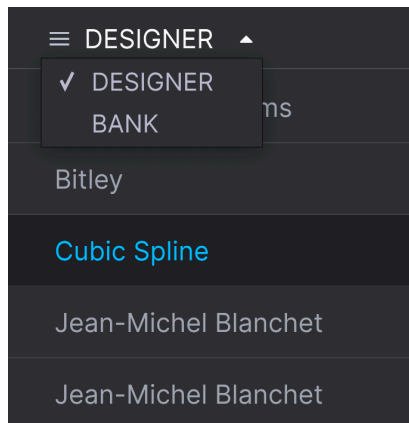 DESIGNER
DESIGNER
BANK
Bitley
Cubic Spline
Jean-Michel Blanchet
Jean-Michel Blanchet